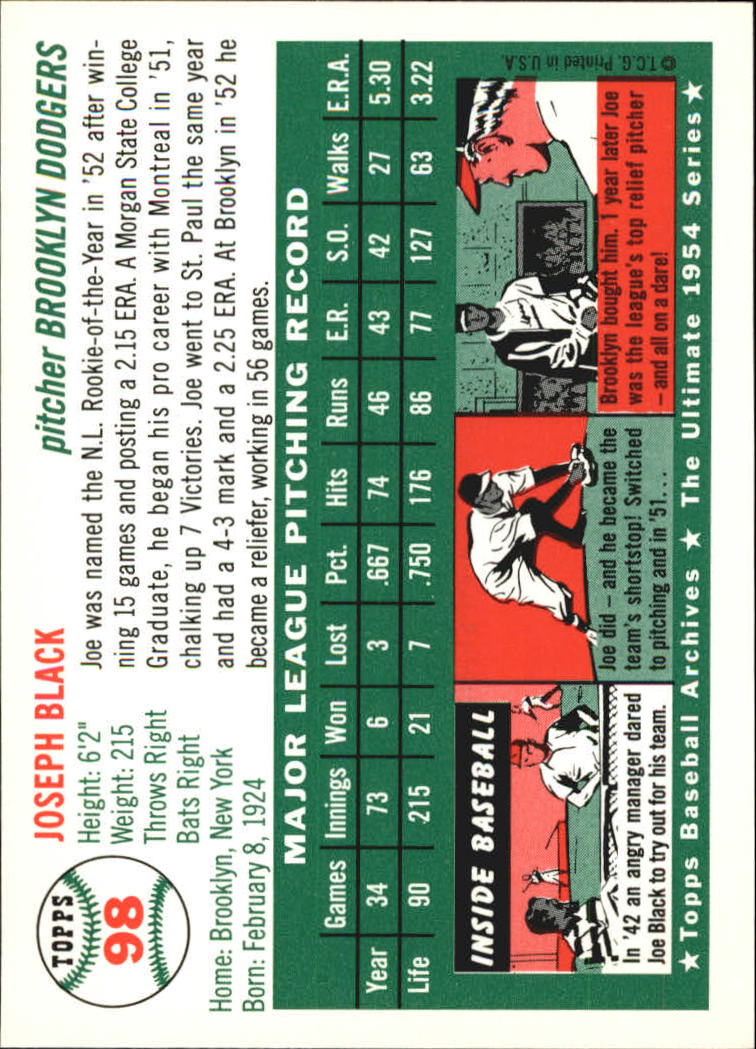 TOPPS
98
JOSEPH BLACK
pitcher BROOKLYN DODGERS
Height: 6'2"
Weight: 215
Throws Right
Bats Right
Home: Brooklyn, New York
Born: February 8, 1924
Joe was named the N.L. Rookie-of-the-Year in '52 after win-
ning 15 games and posting a 2.15 ERA. A Morgan State College
Graduate, he began his pro career with Montreal in '51,
chalking up 7 Victories. Joe went to St. Paul the same year
and had a 4-3 mark and a 2.25 ERA. At Brooklyn in '52 he
became a reliefer, working in 56 games.
MAJOR LEAGUE PITCHING RECORD
Games Innings Won Lost Pct. Hits Runs E.R. S.O. Walks E.R.A.
Year 34 73 6 3 .667 74 46 43 42 27 5.30
Life 90 215 21 7 .750 176 86 77 127 63 3.22
INSIDE BASEBALL
In '42 an angry manager dared
Joe Black to try out for his team.
Joe did – and he became the
team's shortstop! Switched
to pitching and in '51...
Brooklyn bought him. 1 year later Joe
was the league's top relief pitcher
– and all on a dare!
© T.C.G. Printed in U.S.A.
★ Topps Baseball Archives ★ The Ultimate 1954 Series ★